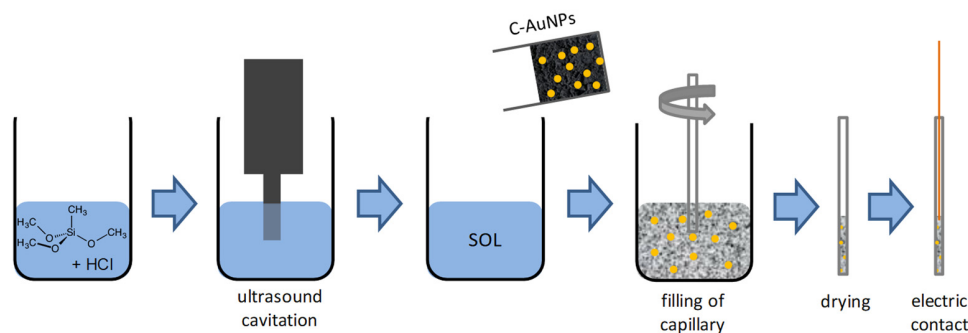 C-AuNPs
CH₃
H₃C
Si
O
O
O
CH₃
H₃C
+ HCl
SOL
ultrasound
cavitation
filling of
capillary
drying
electric
contact